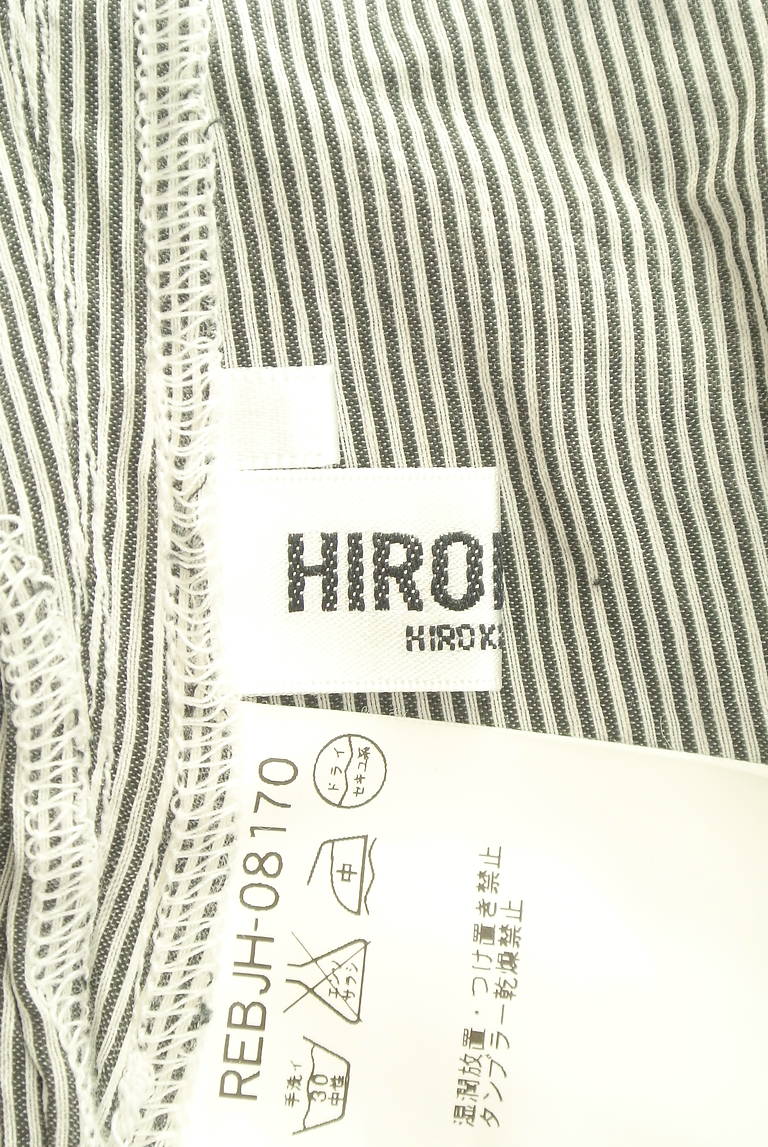 HIRO
HIROX
REBJH-08170
手洗イ
30
中性
エンソ
サラシ
中
ドライ
セキユ系
湿潤放置・つけ置き禁止
タンブラー乾燥禁止